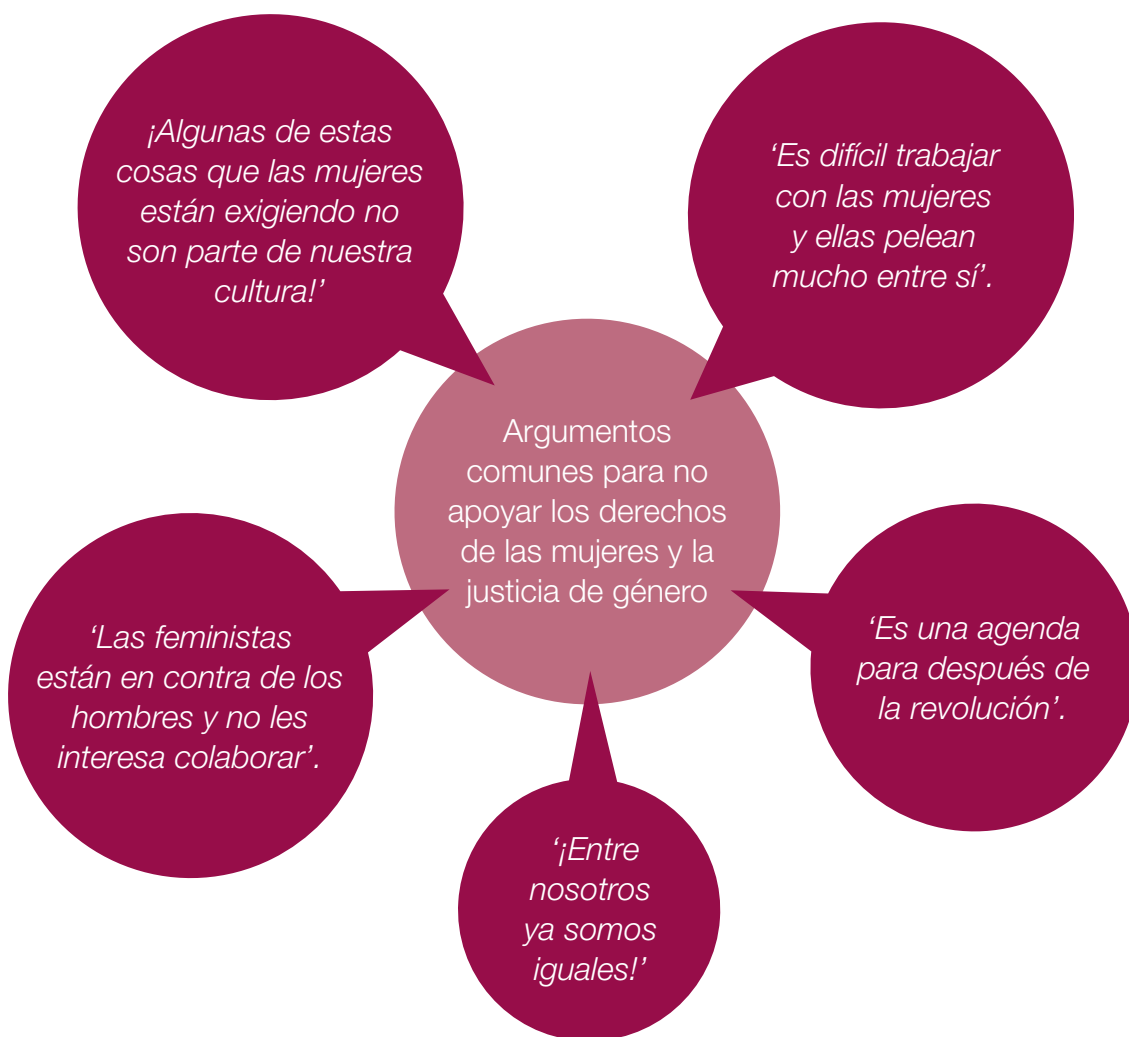 ¡Algunas de estas
cosas que las mujeres
están exigiendo no
son parte de nuestra
cultura!’
‘Es difícil trabajar
con las mujeres
y ellas pelean
mucho entre sí’.
Argumentos
comunes para no
apoyar los derechos
de las mujeres y la
justicia de género
‘Las feministas
están en contra de los
hombres y no les
interesa colaborar’.
‘Es una agenda
para después de
la revolución’.
‘¡Entre
nosotros
ya somos
iguales!’